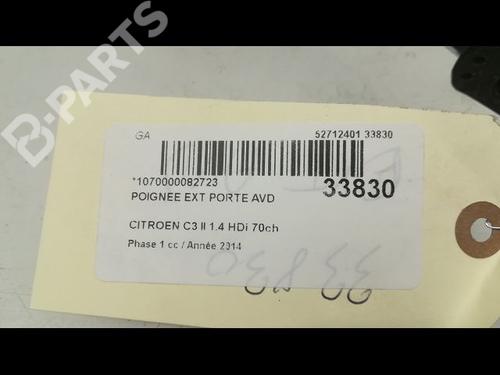 B-PARTS
GA
52712401 33830
*1070000082723
33830
POIGNEE EXT PORTE AVD
CITROEN C3 II 1.4 HDi 70ch
Phase 1 cc / Année 2014
33830